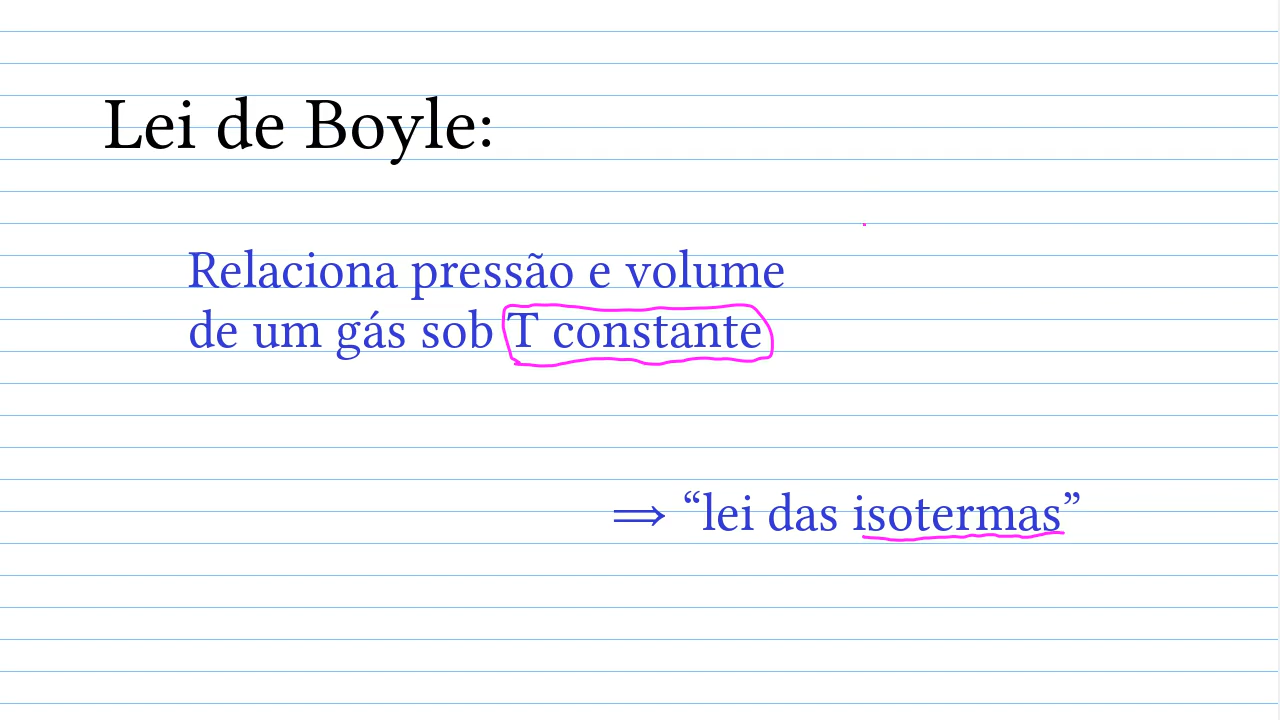 Lei de Boyle:
Relaciona pressão e volume
de um gás sob T constante
⟹ “lei das isotermas”